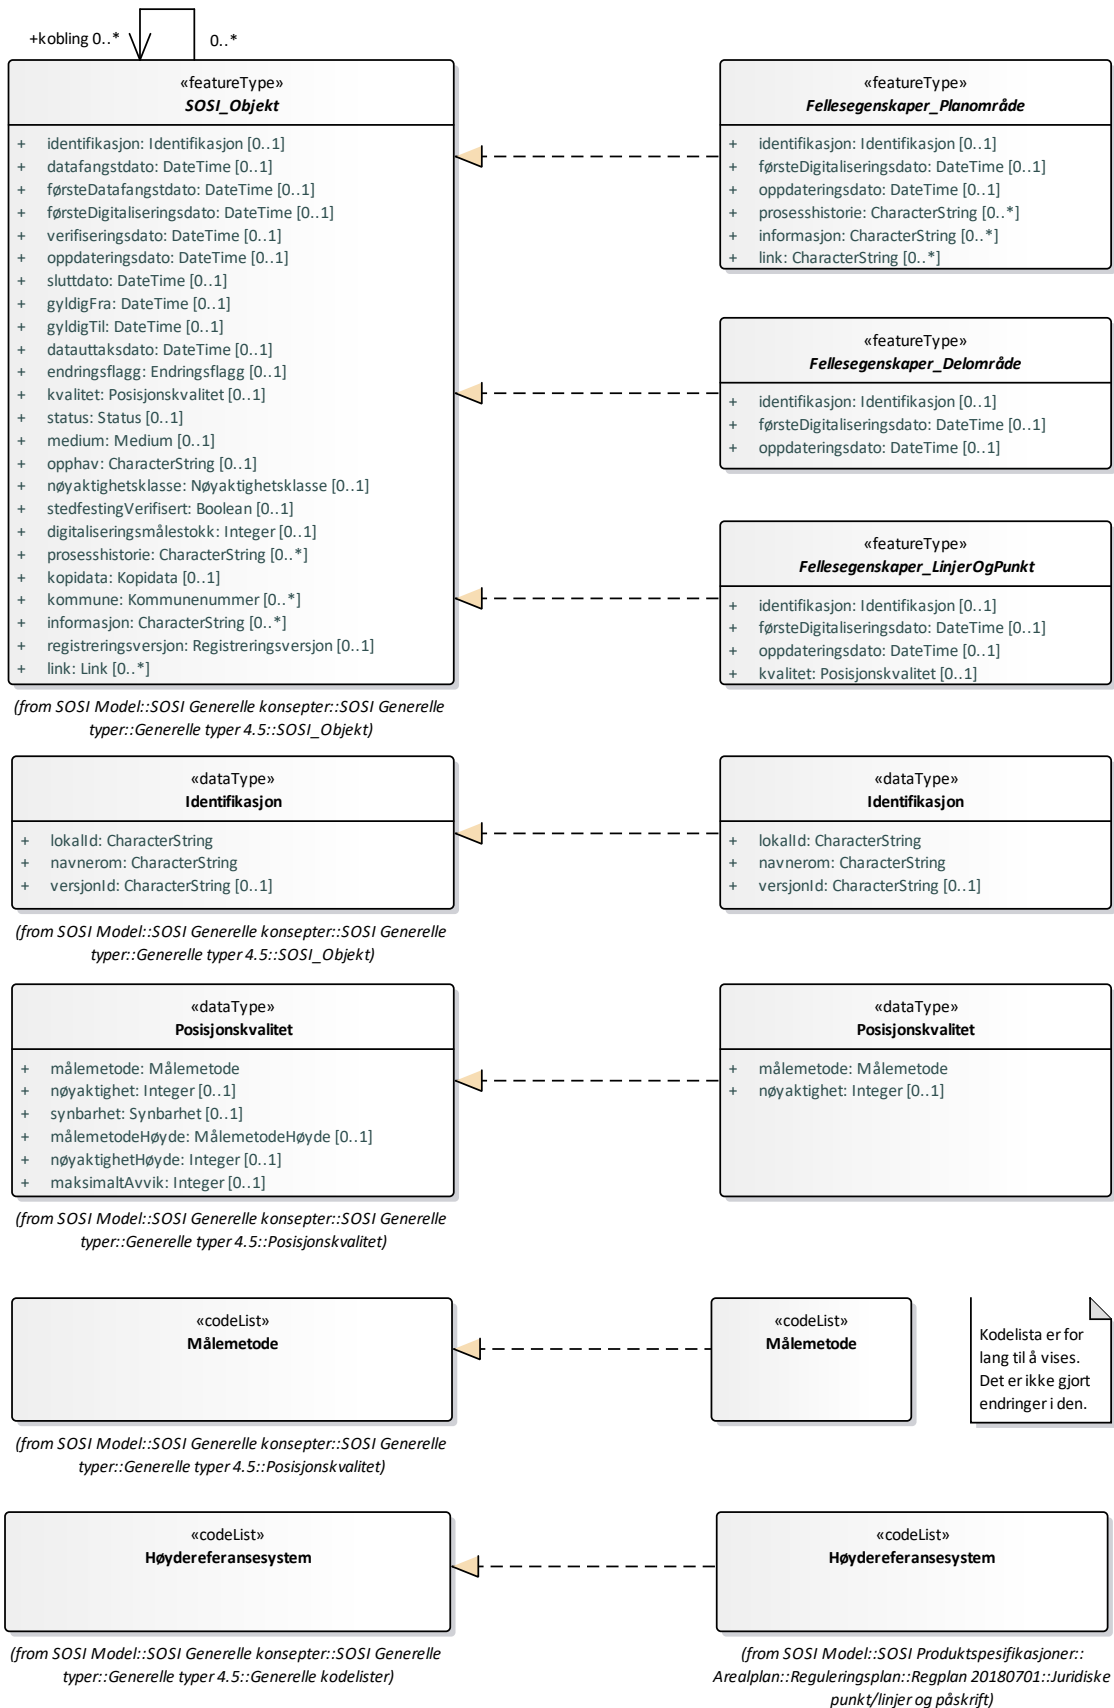 +kobling 0..*
0..*
«featureType»
SOSI_Objekt
+ identifikasjon: Identifikasjon [0..1]
+ datafangstdato: DateTime [0..1]
+ førsteDatafangstdato: DateTime [0..1]
+førsteDigitaliseringsdato: DateTime [0..1]
+ verifiseringsdato: DateTime [0..1]
+ oppdateringsdato: DateTime [0..1]
+ sluttdato: DateTime [0..1]
+ gyldigFra: DateTime [0..1]
+ gyldigTil: DateTime [0..1]
+ datauttaksdato: DateTime [0..1]
+ endringsflagg: Endringsflagg [0..1]
+ kvalitet: Posisjonskvalitet [0..1]
+ status: Status [0..1]
+ medium: Medium [0..1]
+ opphav: CharacterString [0..1]
+ nøyaktighetsklasse: Nøyaktighetsklasse [0..1]
+ stedfestingVerifisert: Boolean [0..1]
+ digitaliseringsmålestokk: Integer [0..1]
+ prosesshistorie: CharacterString [0..*]
+ kopidata: Kopidata [0..1]
+ kommune: Kommunenummer [0..*]
+ informasjon: CharacterString [0..*]
+ registreringsversjon: Registreringsversjon [0..1]
+ link: Link [0..*]
(from SOSI Model::SOSI Generelle konsepter::SOSI Generelle
typer::Generelle typer 4.5::SOSI_Objekt)
«featureType»
Fellesegenskaper_Planområde
+ identifikasjon: Identifikasjon [0..1]
+ førsteDigitaliseringsdato: DateTime [0..1]
+ oppdateringsdato: DateTime [0..1]
+ prosesshistorie: CharacterString [0..*]
+ informasjon: CharacterString [0..*]
+ link: CharacterString [0..*]
«featureType»
Fellesegenskaper_Delområde
+ identifikasjon: Identifikasjon [0..1]
+ førsteDigitaliseringsdato: DateTime [0..1]
+ oppdateringsdato: DateTime [0..1]
«featureType»
Fellesegenskaper_LinjerOgPunkt
+ identifikasjon: Identifikasjon [0..1]
+ førsteDigitaliseringsdato: DateTime [0..1]
+ oppdateringsdato: DateTime [0..1]
+ kvalitet: Posisjonskvalitet [0..1]
«dataType»
Identifikasjon
+ lokalId: CharacterString
+ navnerom: CharacterString
+ versjonId: CharacterString [0..1]
(from SOSI Model::SOSI Generelle konsepter::SOSI Generelle
typer::Generelle typer 4.5::SOSI_Objekt)
«dataType»
Identifikasjon
+ lokalId: CharacterString
+ navnerom: CharacterString
+ versjonId: CharacterString [0..1]
«dataType»
Posisjonskvalitet
+ målemetode: Målemetode
+ nøyaktighet: Integer [0..1]
+ synbarhet: Synbarhet [0..1]
+ målemetodeHøyde: MålemetodeHøyde [0..1]
+ nøyaktighetHøyde: Integer [0..1]
+ maksimaltAvvik: Integer [0..1]
(from SOSI Model::SOSI Generelle konsepter::SOSI Generelle
typer::Generelle typer 4.5::Posisjonskvalitet)
«dataType»
Posisjonskvalitet
+ målemetode: Målemetode
+ nøyaktighet: Integer [0..1]
«codeList»
Målemetode
(from SOSI Model::SOSI Generelle konsepter::SOSI Generelle
typer::Generelle typer 4.5::Posisjonskvalitet)
«codeList»
Målemetode
Kodelista er for
lang til å vises.
Det er ikke gjort
endringer i den.
«codeList»
Høydereferansesystem
(from SOSI Model::SOSI Generelle konsepter::SOSI Generelle
typer::Generelle typer 4.5::Generelle kodelister)
«codeList»
Høydereferansesystem
(from SOSI Model::SOSI Produktspesifikasjoner::
Arealplan::Reguleringsplan::Regplan 20180701::Juridiske
punkt/linjer og påskrift)